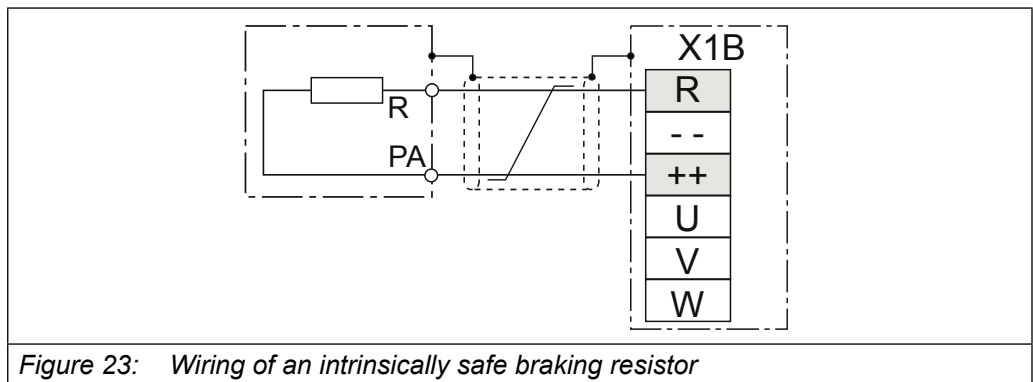 X1B
R
R
- -
PA
++
U
V
W
Figure 23: Wiring of an intrinsically safe braking resistor